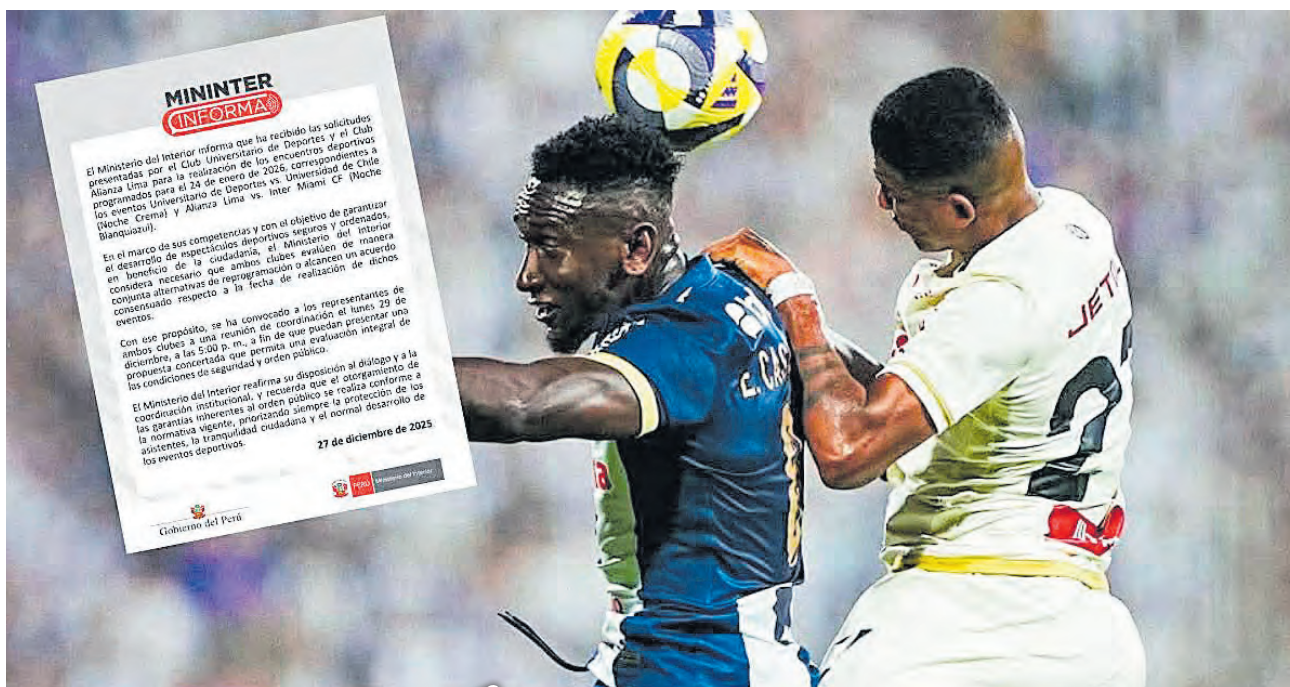 MININTER
INFORMA
El Ministerio del Interior informa que ha recibido las solicitudes
presentadas por el Club Universitario de Deportes y el Club
Alianza Lima para la realización de los encuentros deportivos
programados para el 24 de enero de 2026, correspondientes a
los eventos Universitario de Deportes vs. Universidad de Chile
(Noche Crema) y Alianza Lima vs. Inter Miami CF (Noche
Blanquiazul).
En el marco de sus competencias y con el objetivo de garantizar
el desarrollo de espectáculos deportivos seguros y ordenados,
en beneficio de la ciudadanía, el Ministerio del Interior
considera necesario que ambos clubes evalúen de manera
conjunta alternativas de reprogramación o alcancen un acuerdo
consensuado respecto a la fecha de realización de dichos
eventos.
Con ese propósito, se ha convocado a los representantes de
ambos clubes a una reunión de coordinación el lunes 29 de
diciembre, a las 5:00 p. m., a fin de que puedan presentar una
propuesta concertada que permita una evaluación integral de
las condiciones de seguridad y orden público.
El Ministerio del Interior reafirma su disposición al diálogo y a la
coordinación institucional, y recuerda que el otorgamiento de
las garantías inherentes al orden público se realiza conforme a
la normativa vigente, priorizando siempre la protección de los
asistentes, la tranquilidad ciudadana y el normal desarrollo de
los eventos deportivos.
27 de diciembre de 2025
PERÚ Ministerio del Interior
Gobierno del Perú
E. CAS
JET
2